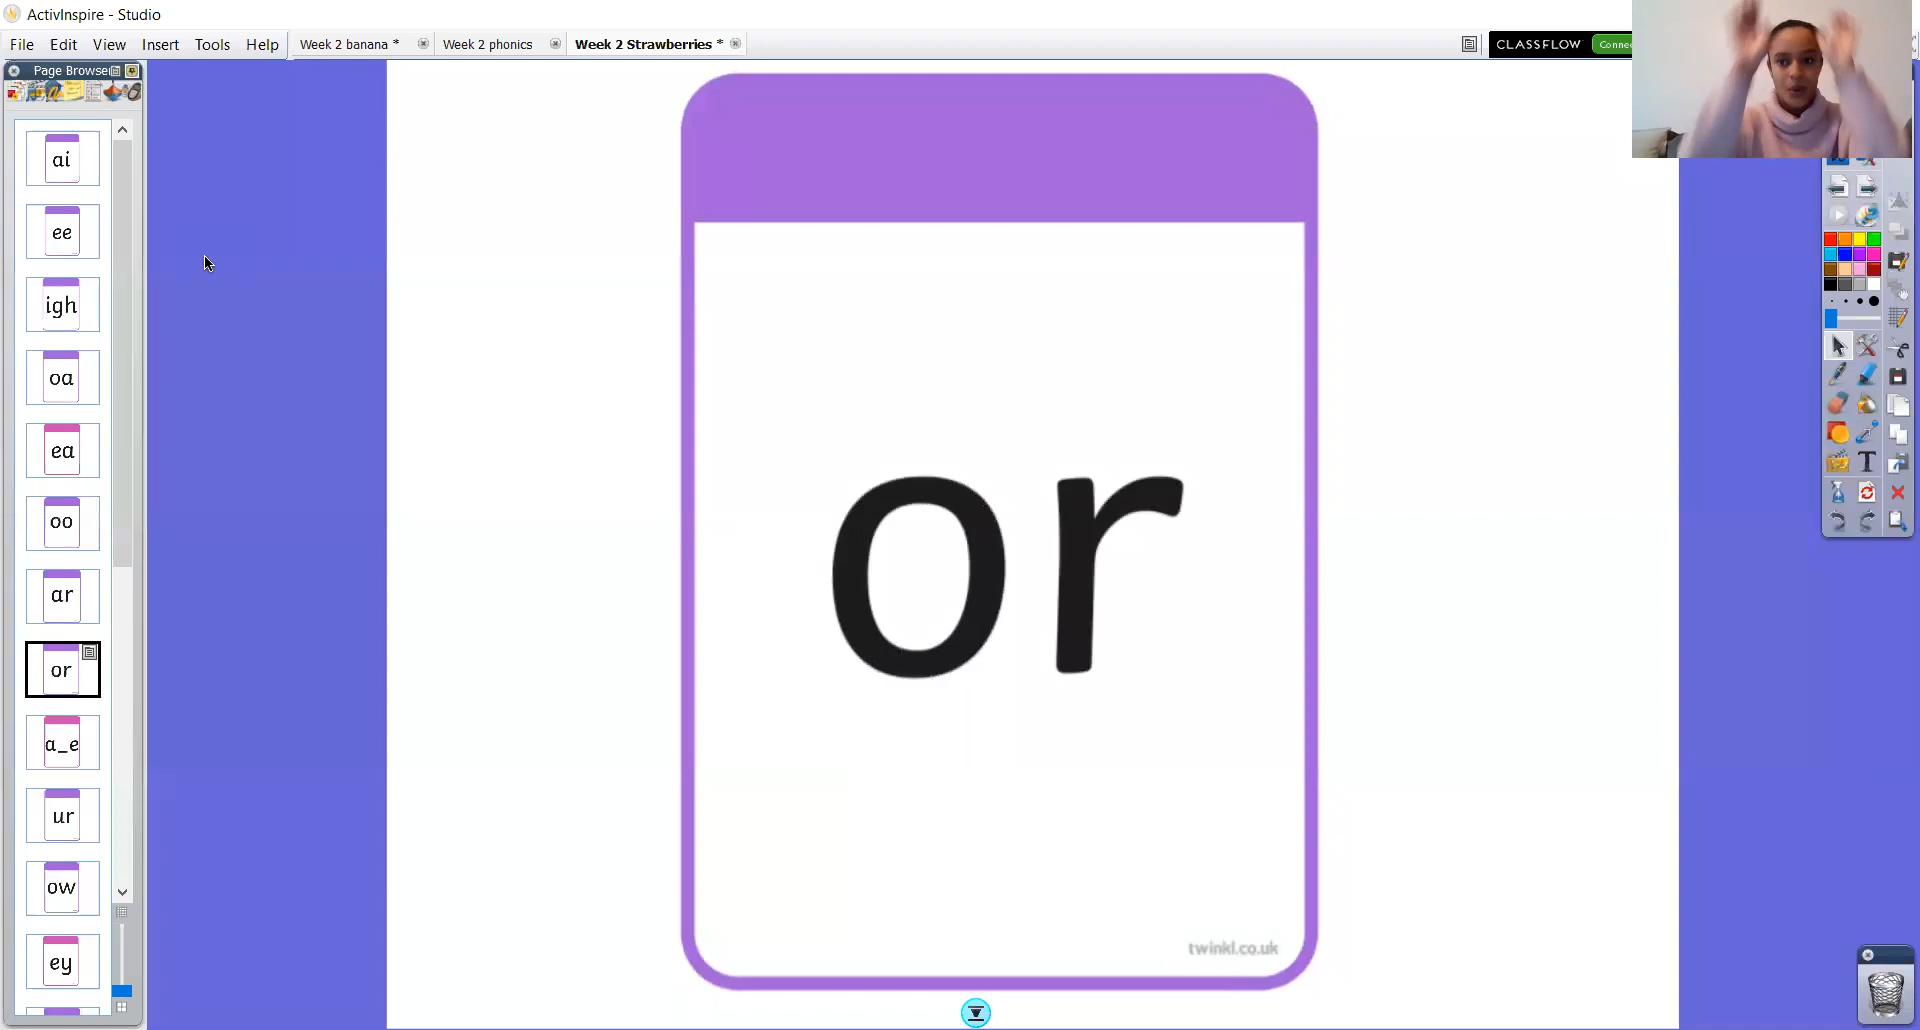 ActivInspire - Studio
File Edit View Insert Tools Help
Week 2 banana * Week 2 phonics Week 2 Strawberries *
CLASSFLOW Connec
Page Browser
ai
ee
igh
oa
ea
oo
ar
or
a_e
ur
ow
ey
or
twinkl.co.uk
T